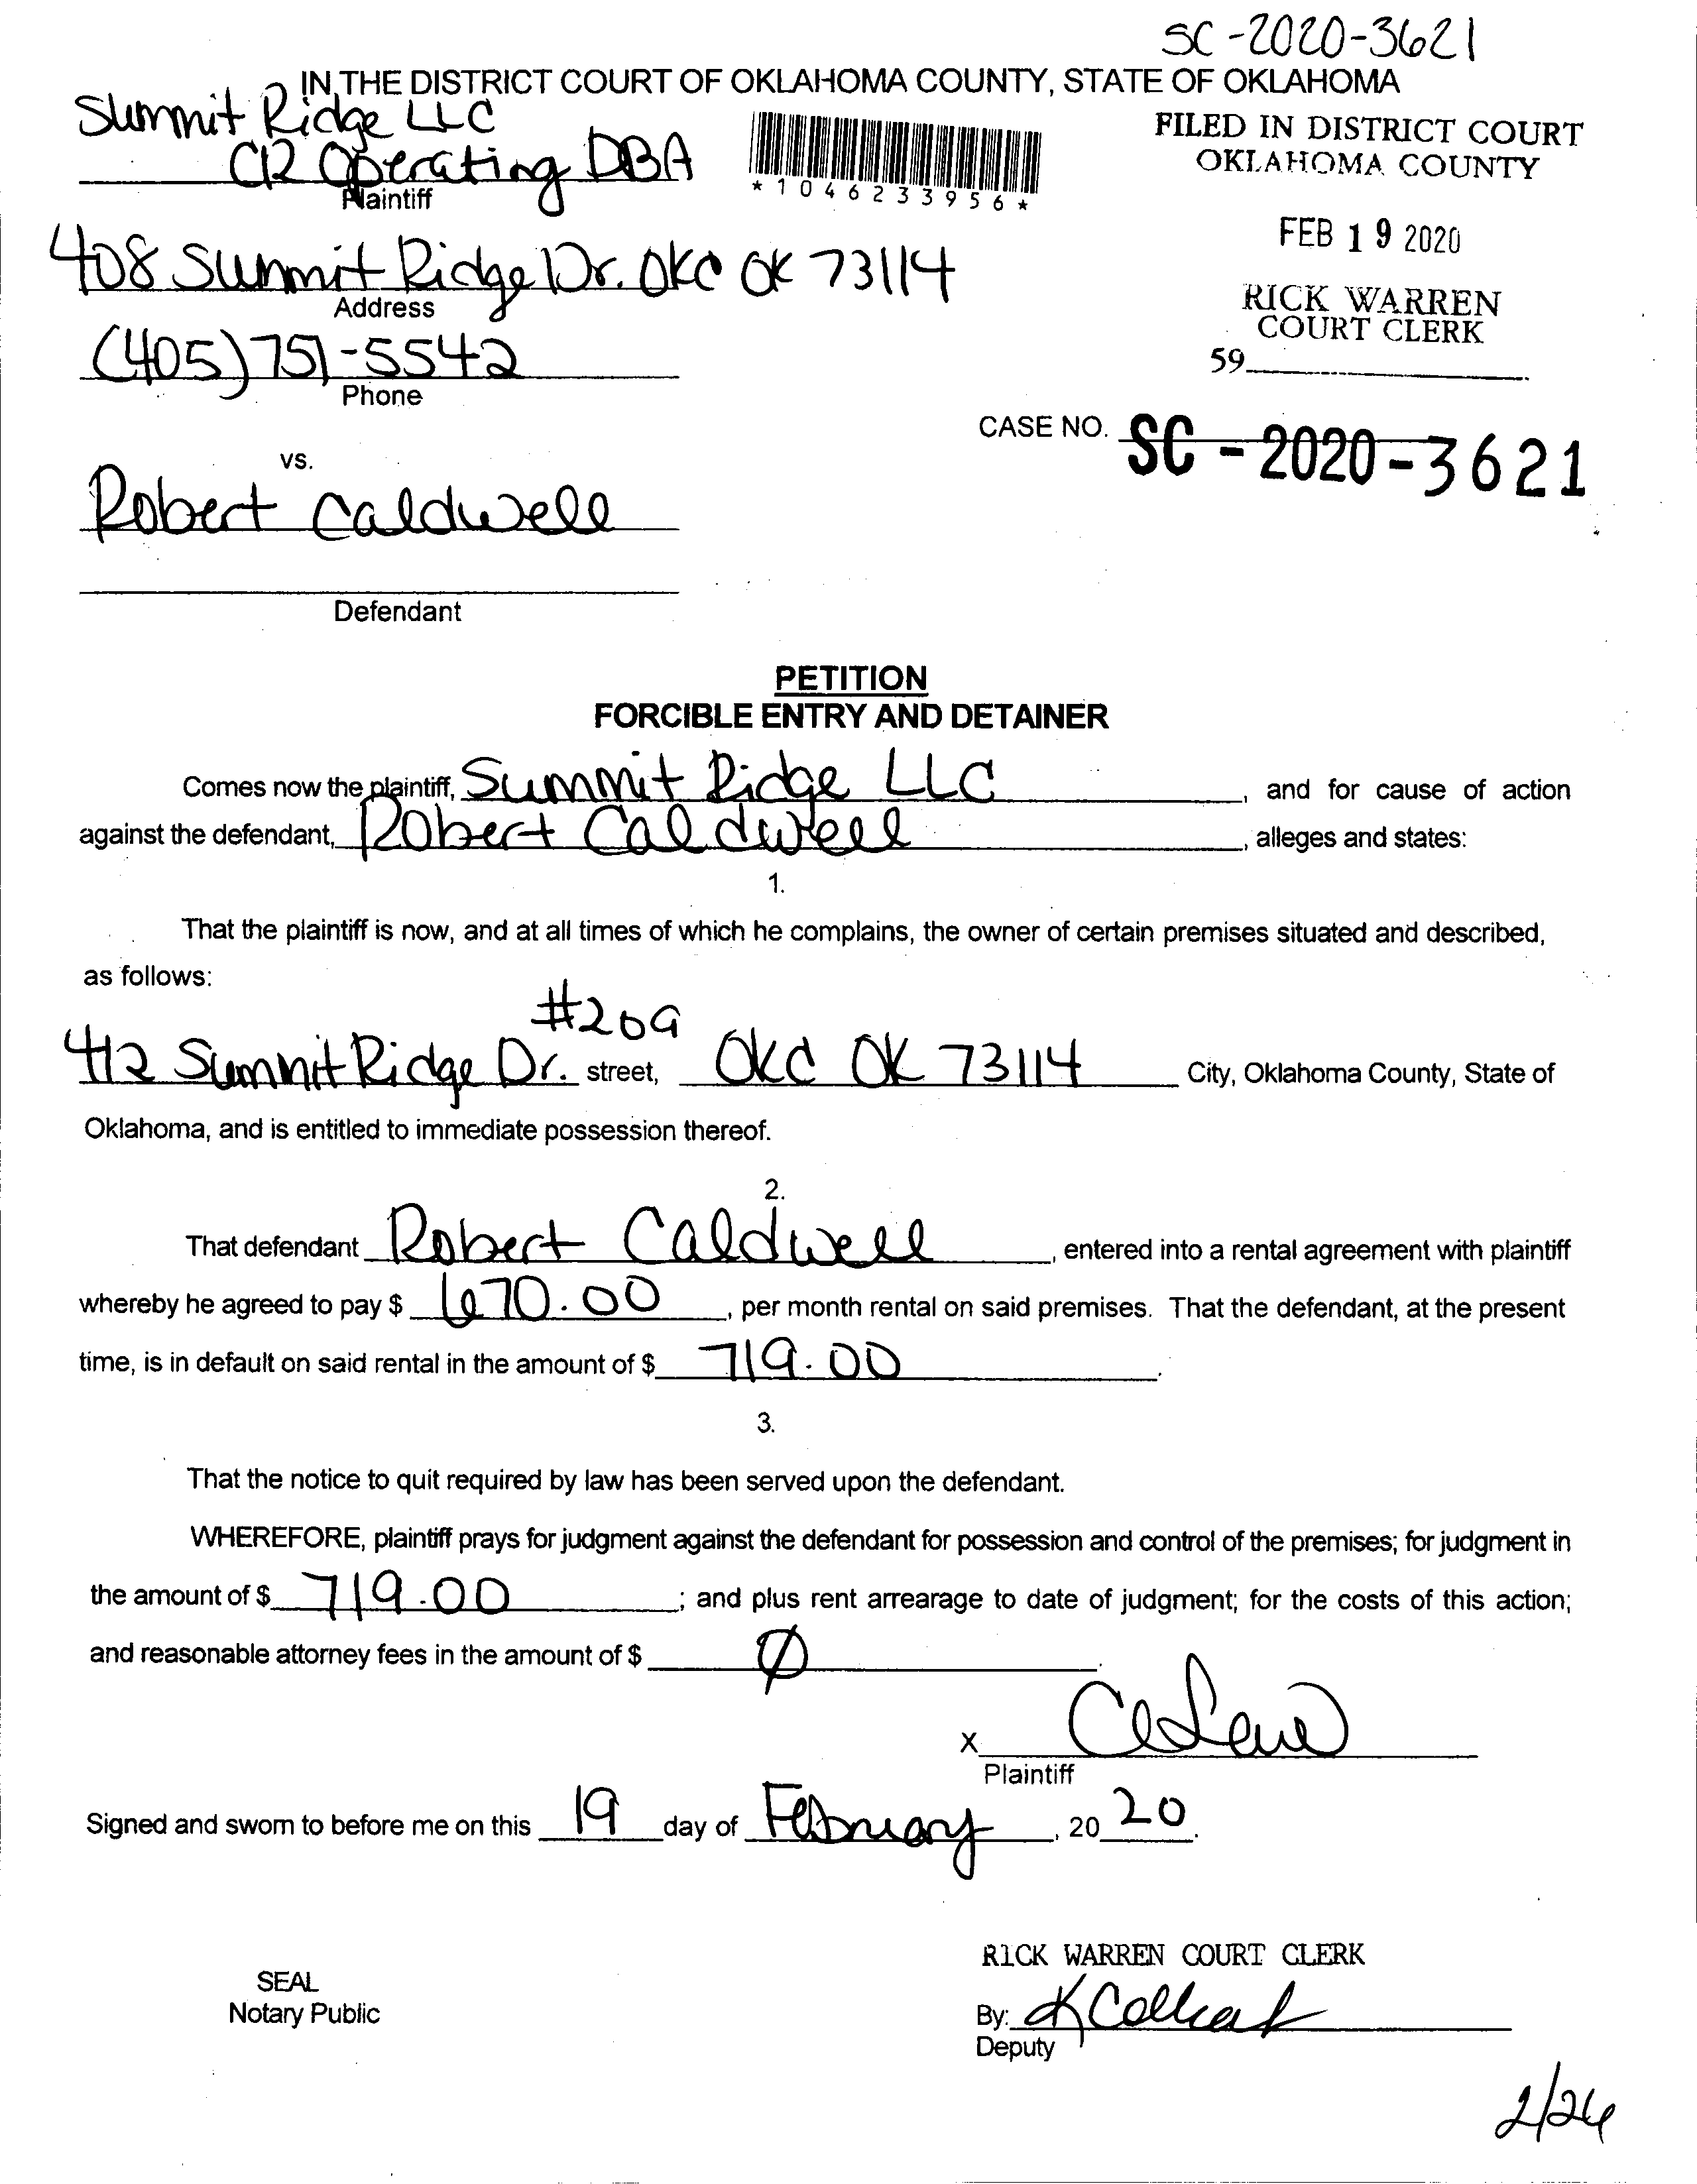 SC-2020-3621
IN THE DISTRICT COURT OF OKLAHOMA COUNTY, STATE OF OKLAHOMA
Summit Ridge LLC
CR Operating DBA
Plaintiff
*1046233956*
FILED IN DISTRICT COURT
OKLAHOMA COUNTY
FEB 19 2020
RICK WARREN
COURT CLERK
59
408 Summit Ridge Dr. OKC OK 73114
Address
(405)751-5542
Phone
CASE NO. SC-2020-3621
vs.
Robert Caldwell
Defendant
PETITION
FORCIBLE ENTRY AND DETAINER
Comes now the plaintiff, Summit Ridge LLC, and for cause of action
against the defendant, Robert Caldwell, alleges and states:
1.
That the plaintiff is now, and at all times of which he complains, the owner of certain premises situated and described,
as follows:
#209
412 Summit Ridge Dr. street, OKC OK 73114 City, Oklahoma County, State of
Oklahoma, and is entitled to immediate possession thereof.
2.
That defendant Robert Caldwell, entered into a rental agreement with plaintiff
whereby he agreed to pay $ 670.00, per month rental on said premises. That the defendant, at the present
time, is in default on said rental in the amount of $ 719.00.
3.
That the notice to quit required by law has been served upon the defendant.
WHEREFORE, plaintiff prays for judgment against the defendant for possession and control of the premises; for judgment in
the amount of $ 719.00; and plus rent arrearage to date of judgment; for the costs of this action;
and reasonable attorney fees in the amount of $ Ø.
X
Plaintiff
Signed and sworn to before me on this 19 day of February, 2020.
RICK WARREN COURT CLERK
SEAL
Notary Public
By:
Deputy
2/26